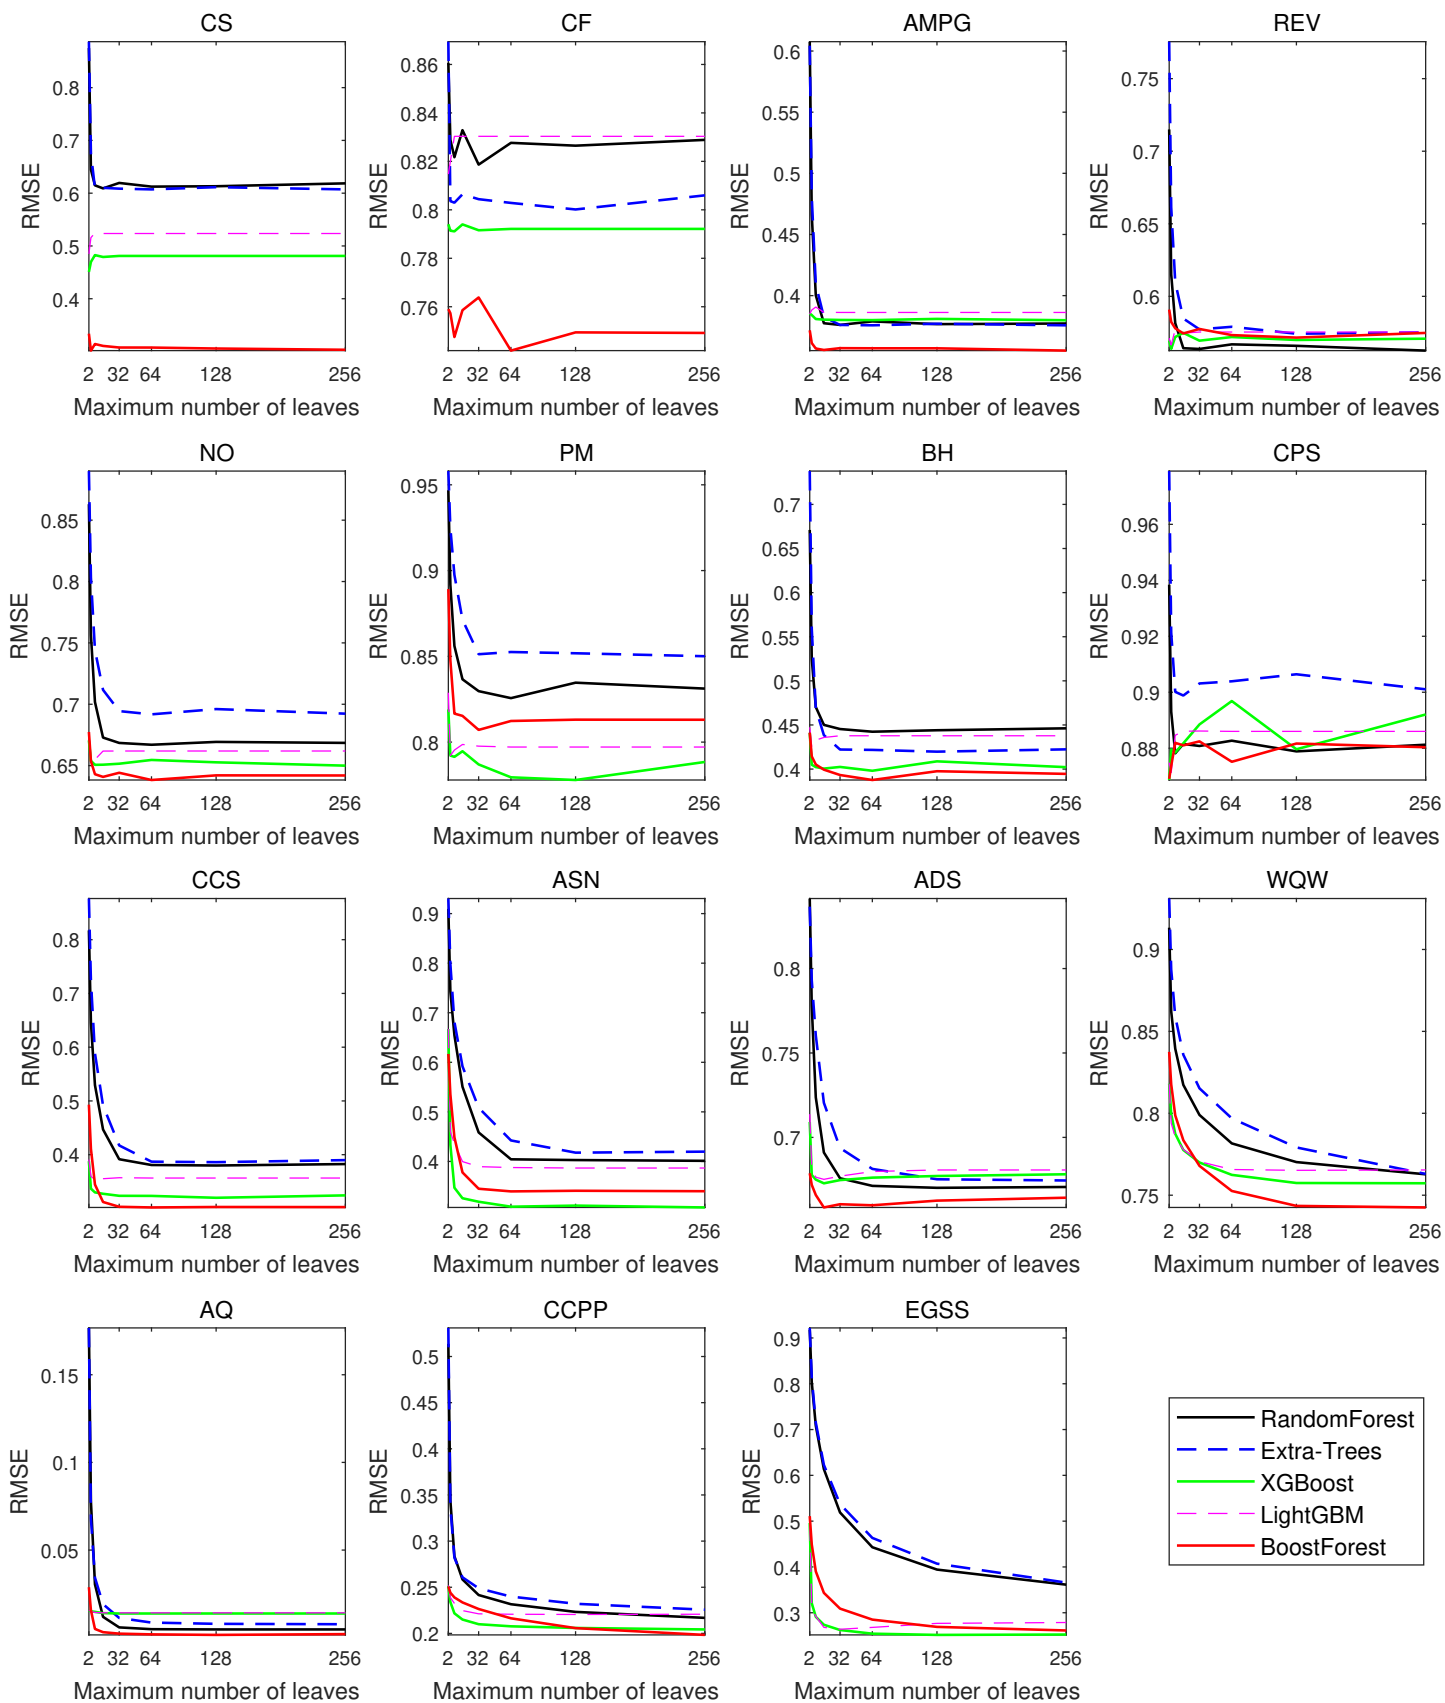 CS CF AMPG REV
0.8 0.7 0.6 0.5 0.4
RMSE
2 32 64 128 256
Maximum number of leaves
0.86 0.84 0.82 0.8 0.78 0.76
RMSE
2 32 64 128 256
Maximum number of leaves
0.6 0.55 0.5 0.45 0.4
RMSE
2 32 64 128 256
Maximum number of leaves
0.75 0.7 0.65 0.6
RMSE
2 32 64 128 256
Maximum number of leaves
NO PM BH CPS
0.85 0.8 0.75 0.7 0.65
RMSE
2 32 64 128 256
Maximum number of leaves
0.95 0.9 0.85 0.8
RMSE
2 32 64 128 256
Maximum number of leaves
0.7 0.65 0.6 0.55 0.5 0.45 0.4
RMSE
2 32 64 128 256
Maximum number of leaves
0.96 0.94 0.92 0.9 0.88
RMSE
2 32 64 128 256
Maximum number of leaves
CCS ASN ADS WQW
0.8 0.7 0.6 0.5 0.4
RMSE
2 32 64 128 256
Maximum number of leaves
0.9 0.8 0.7 0.6 0.5 0.4
RMSE
2 32 64 128 256
Maximum number of leaves
0.8 0.75 0.7
RMSE
2 32 64 128 256
Maximum number of leaves
0.9 0.85 0.8 0.75
RMSE
2 32 64 128 256
Maximum number of leaves
AQ CCPP EGSS
0.15 0.1 0.05
RMSE
2 32 64 128 256
Maximum number of leaves
0.5 0.45 0.4 0.35 0.3 0.25 0.2
RMSE
2 32 64 128 256
Maximum number of leaves
0.9 0.8 0.7 0.6 0.5 0.4 0.3
RMSE
2 32 64 128 256
Maximum number of leaves
RandomForest
Extra-Trees
XGBoost
LightGBM
BoostForest